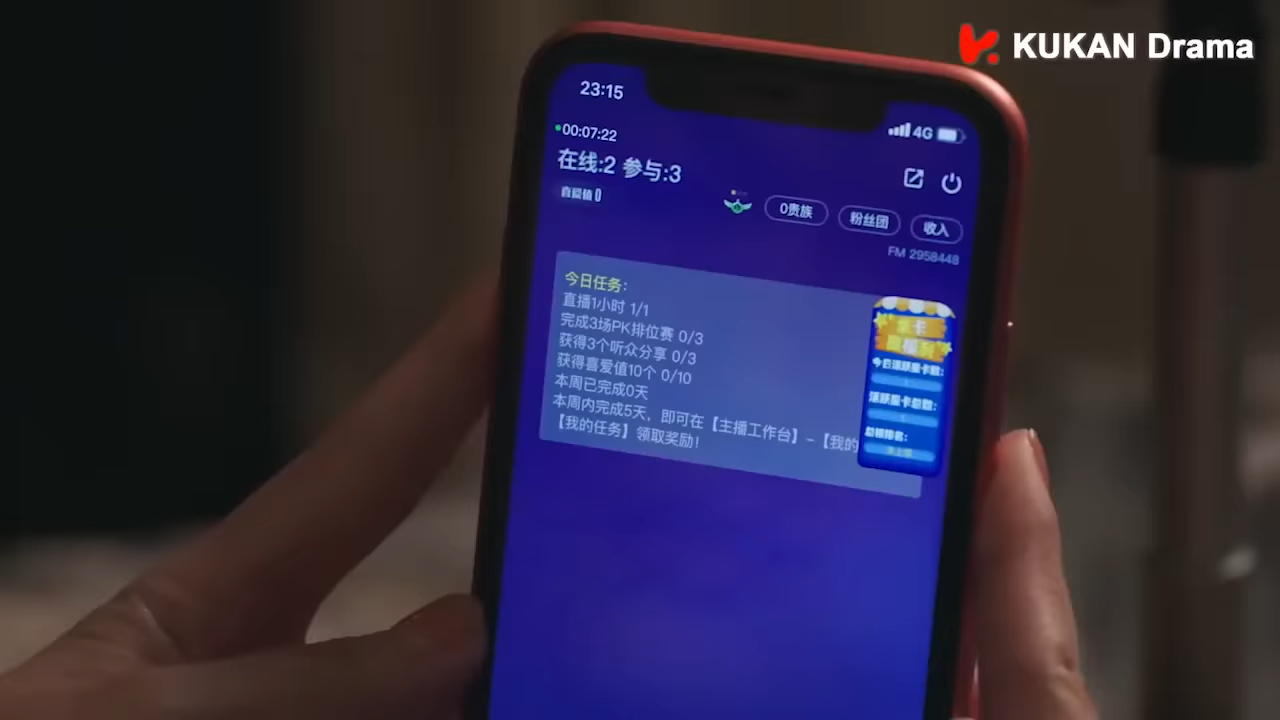 KUKAN Drama
23:15
4G
00:07:22
在线:2 参与:3
0贵族
粉丝团
收入
FM 2958448
今日任务:
直播1小时 1/1
完成3场PK排位赛 0/3
获得3个听众分享 0/3
获得喜爱值10个 0/10
本周已完成0天
本周内完成5天，即可在【主播工作台】-【我的
【我的任务】领取奖励!
总榜排名: